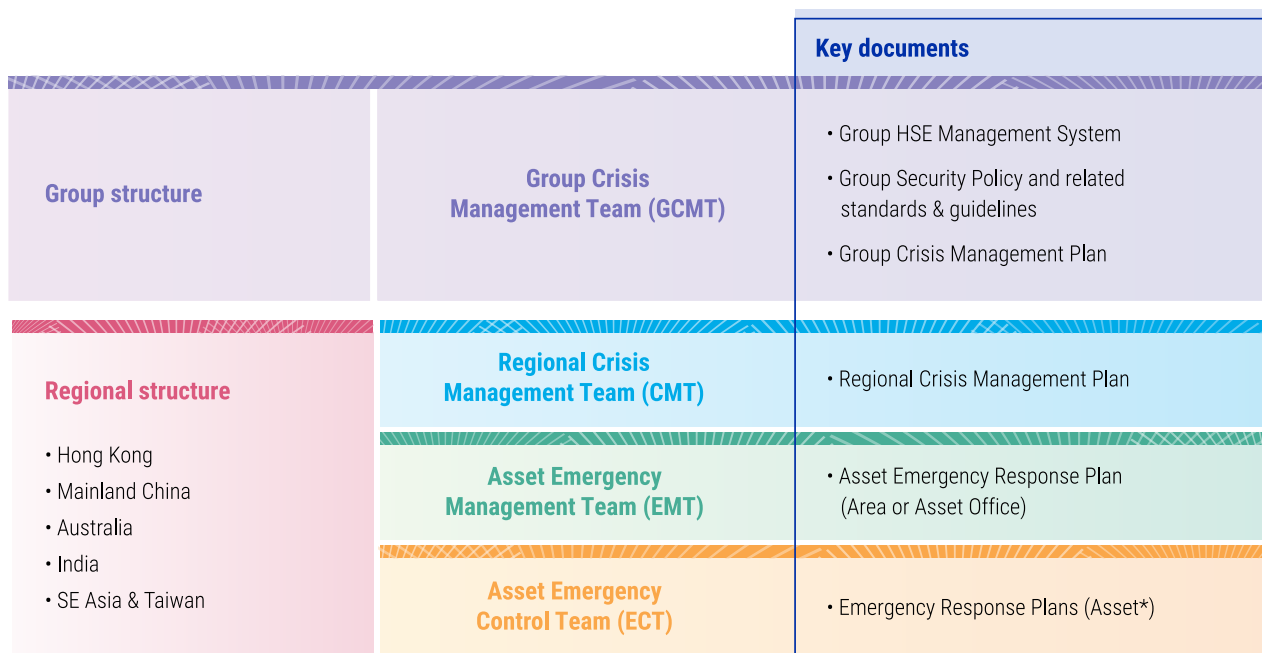 Key documents
Group structure
Group Crisis
Management Team (GCMT)
• Group HSE Management System
• Group Security Policy and related
standards & guidelines
• Group Crisis Management Plan
Regional structure
• Hong Kong
• Mainland China
• Australia
• India
• SE Asia & Taiwan
Regional Crisis
Management Team (CMT)
• Regional Crisis Management Plan
Asset Emergency
Management Team (EMT)
• Asset Emergency Response Plan
(Area or Asset Office)
Asset Emergency
Control Team (ECT)
• Emergency Response Plans (Asset*)